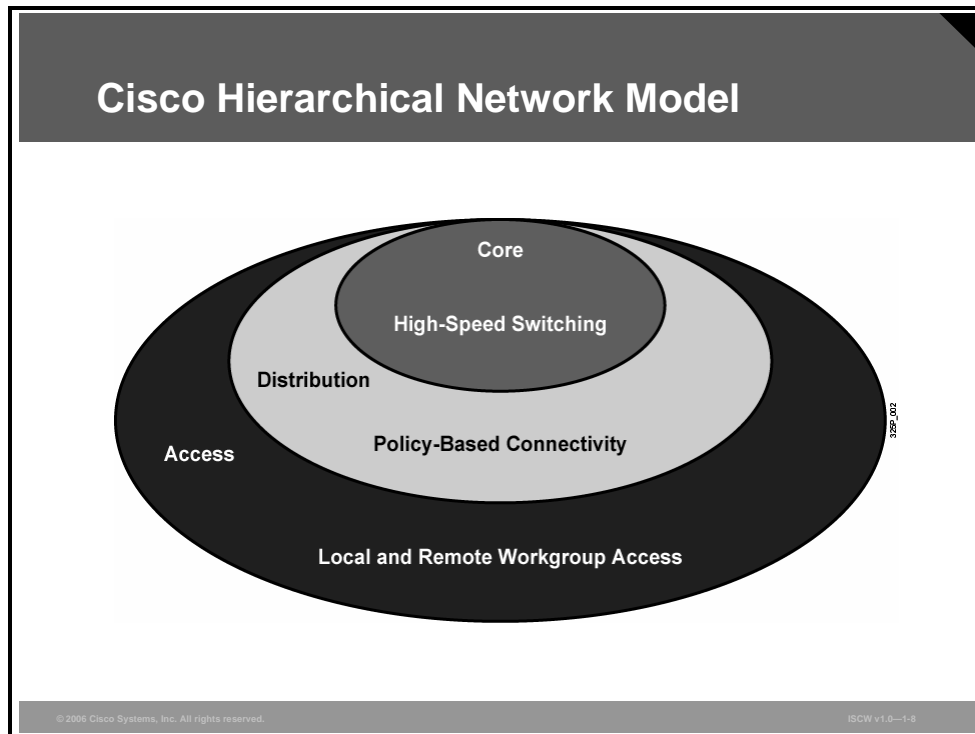 Cisco Hierarchical Network Model
Core
High-Speed Switching
Distribution
Policy-Based Connectivity
Access
Local and Remote Workgroup Access
325P_002
© 2006 Cisco Systems, Inc. All rights reserved.
ISCW v1.0—1-8